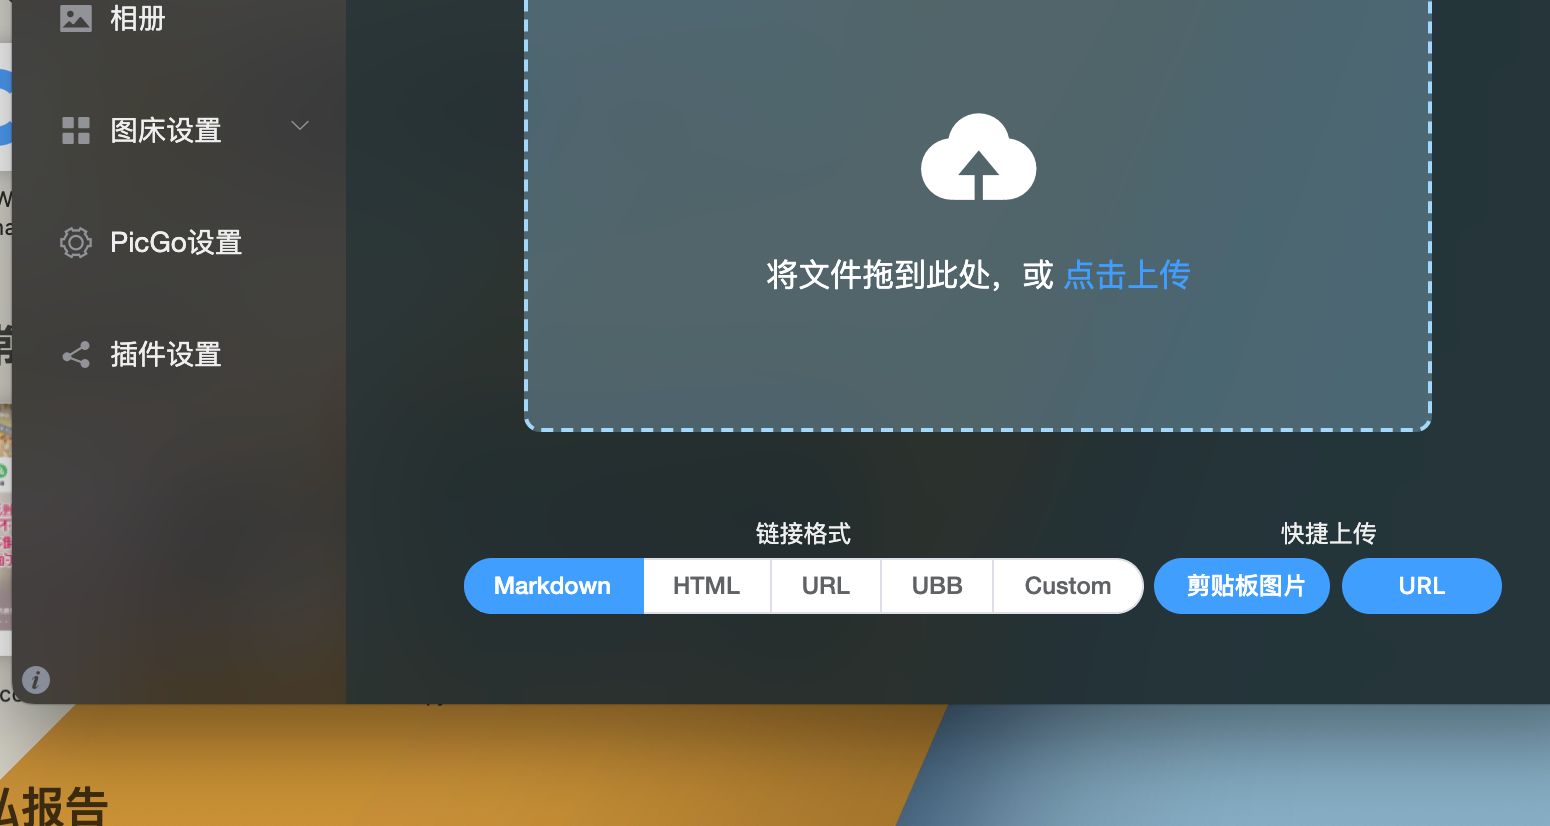 相册
图床设置
PicGo设置
插件设置
将文件拖到此处，或 点击上传
链接格式
快捷上传
Markdown
HTML
URL
UBB
Custom
剪贴板图片
URL
报告